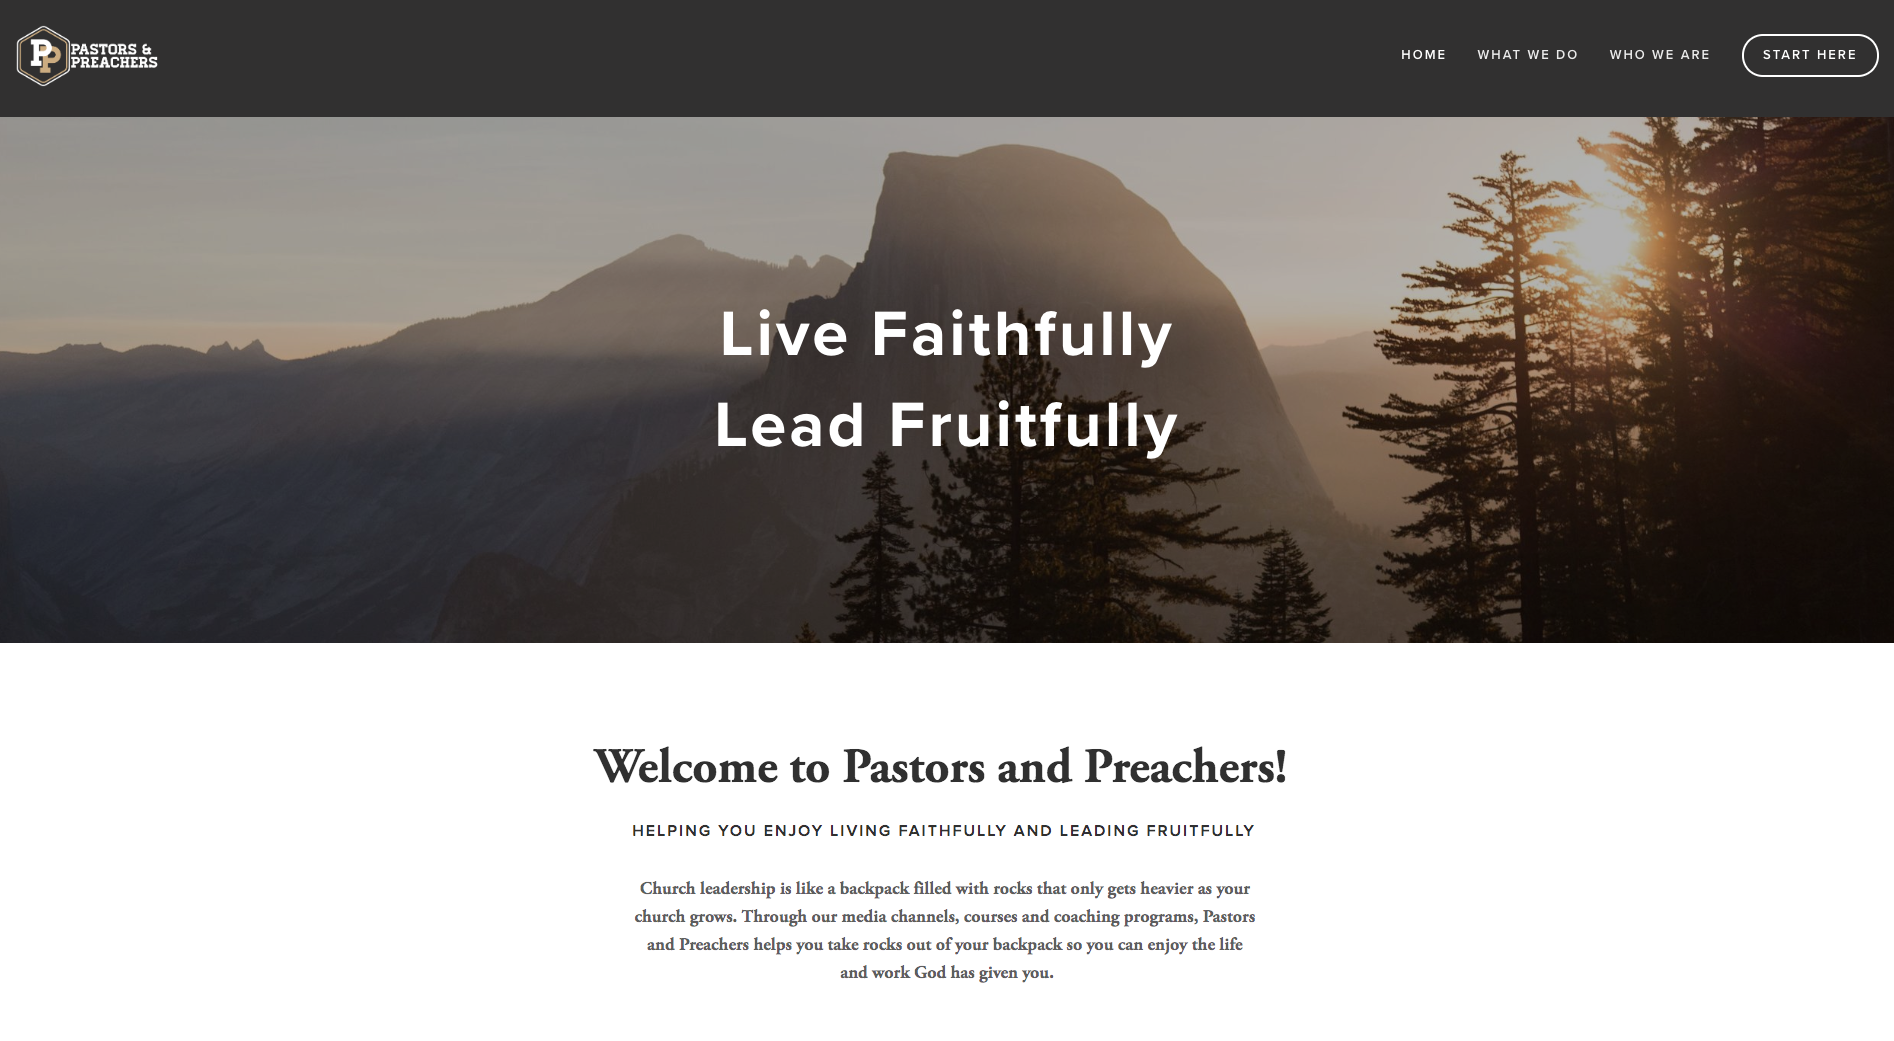 PP PASTORS &
PREACHERS
HOME WHAT WE DO WHO WE ARE START HERE
Live Faithfully
Lead Fruitfully
Welcome to Pastors and Preachers!
HELPING YOU ENJOY LIVING FAITHFULLY AND LEADING FRUITFULLY
Church leadership is like a backpack filled with rocks that only gets heavier as your
church grows. Through our media channels, courses and coaching programs, Pastors
and Preachers helps you take rocks out of your backpack so you can enjoy the life
and work God has given you.